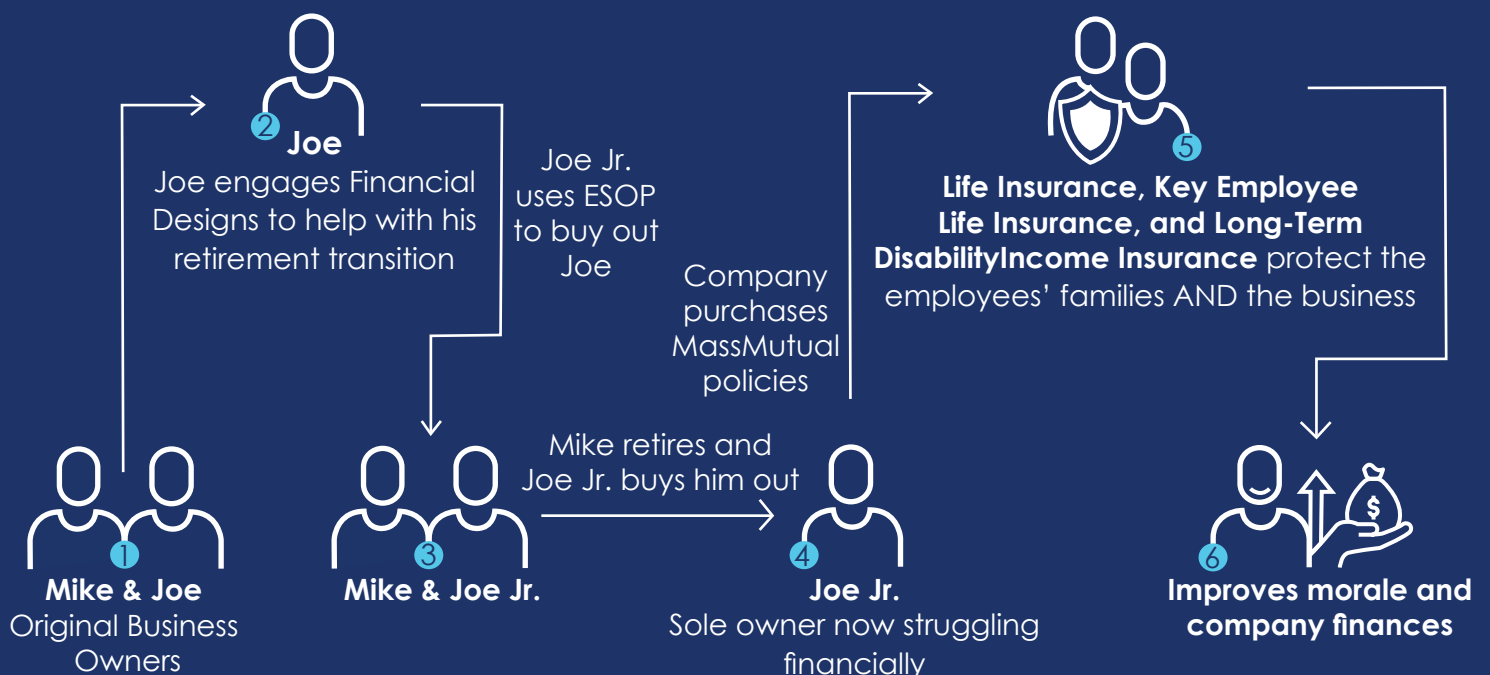 1
Mike & Joe
Original Business
Owners
2
Joe
Joe engages Financial
Designs to help with his
retirement transition
Joe Jr.
uses ESOP
to buy out
Joe
3
Mike & Joe Jr.
Mike retires and
Joe Jr. buys him out
4
Joe Jr.
Sole owner now struggling
financially
Company
purchases
MassMutual
policies
5
Life Insurance, Key Employee
Life Insurance, and Long-Term
DisabilityIncome Insurance protect the
employees’ families AND the business
$
6
Improves morale and
company finances